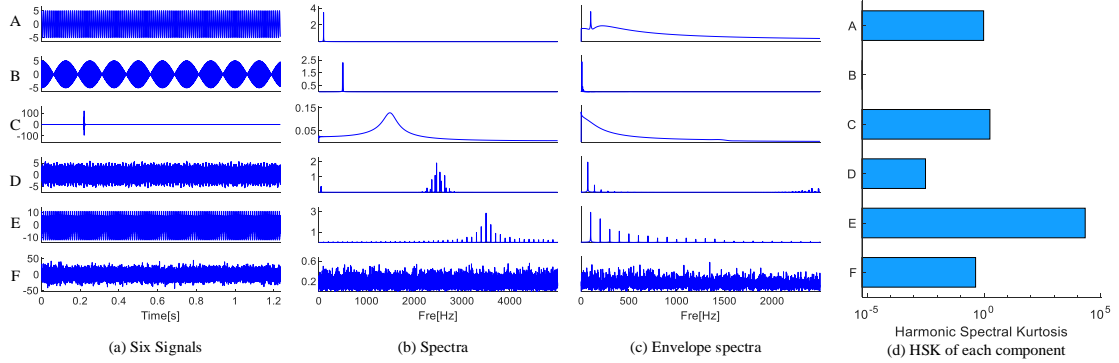 A
5
0
-5
B
5
0
-5
C
100
0
-100
D
5
0
-5
E
10
0
-10
F
50
0
-50
0 0.2 0.4 0.6 0.8 1 1.2
Time[s]
(a) Six Signals
4
2
2.5
1.5
0.5
0.15
0.05
2
1
3
1
0.6
0.2
0 1000 2000 3000 4000
Fre[Hz]
(b) Spectra
0 500 1000 1500 2000
Fre[Hz]
(c) Envelope spectra
A
B
C
D
E
F
10-5 100 105
Harmonic Spectral Kurtosis
(d) HSK of each component